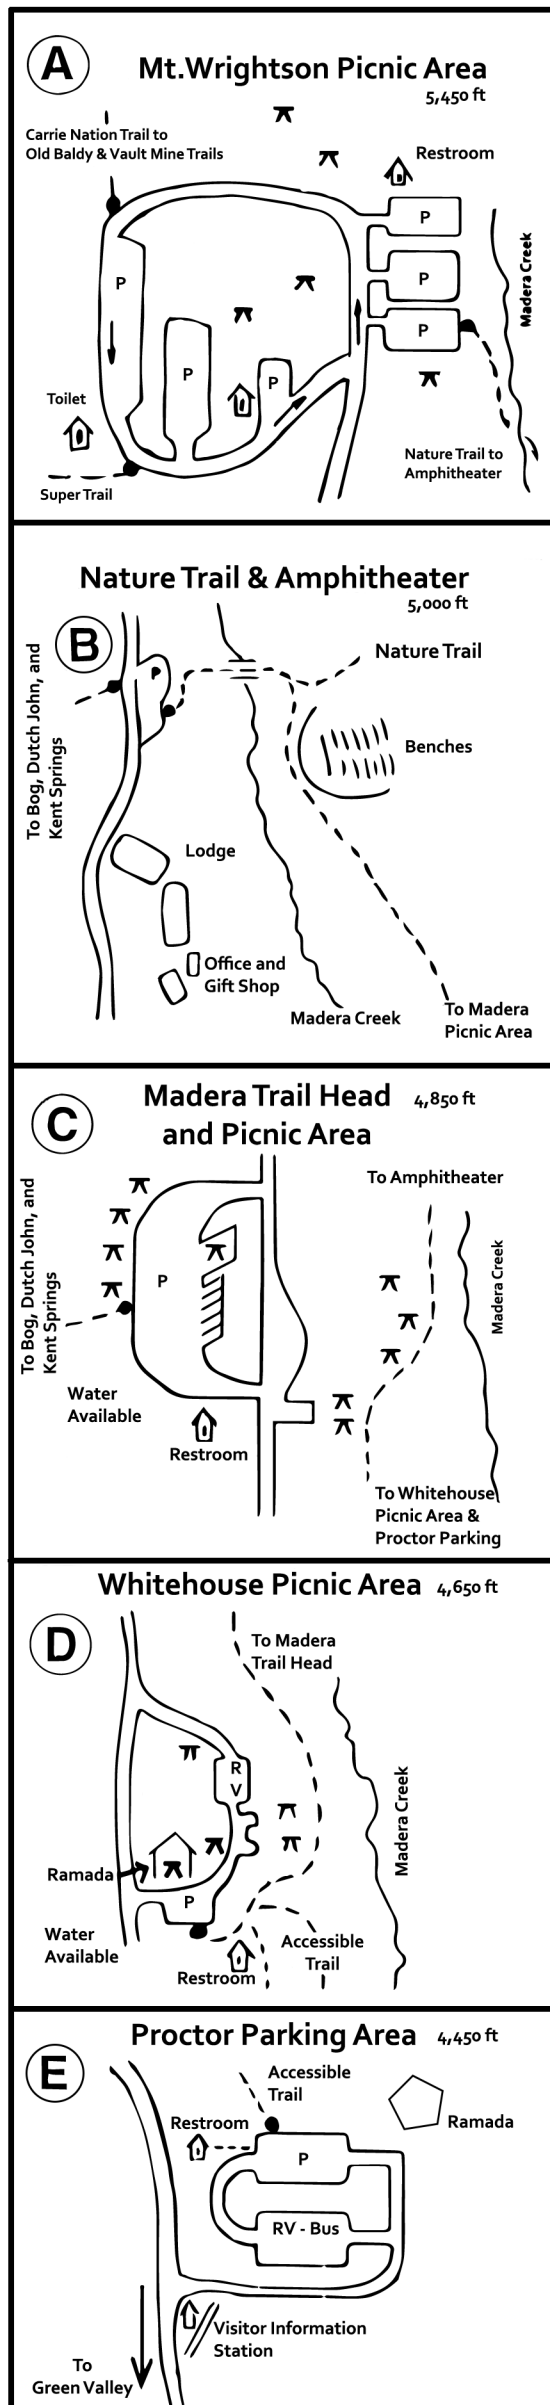 A
Mt.Wrightson Picnic Area
5,450 ft
Carrie Nation Trail to
Old Baldy & Vault Mine Trails
Restroom
P
P
P
P
P
P
Madera Creek
Toilet
Super Trail
Nature Trail to
Amphitheater
Nature Trail & Amphitheater
5,000 ft
B
To Bog, Dutch John, and
Kent Springs
P
Nature Trail
Benches
Lodge
Office and
Gift Shop
Madera Creek
To Madera
Picnic Area
C
Madera Trail Head
and Picnic Area
4,850 ft
To Bog, Dutch John, and
Kent Springs
P
To Amphitheater
Madera Creek
Water
Available
Restroom
To Whitehouse
Picnic Area &
Proctor Parking
Whitehouse Picnic Area
4,650 ft
D
To Madera
Trail Head
R
V
Madera Creek
Ramada
P
Water
Available
Restroom
Accessible
Trail
Proctor Parking Area
4,450 ft
E
Accessible
Trail
Restroom
Ramada
P
RV - Bus
Visitor Information
Station
To
Green Valley